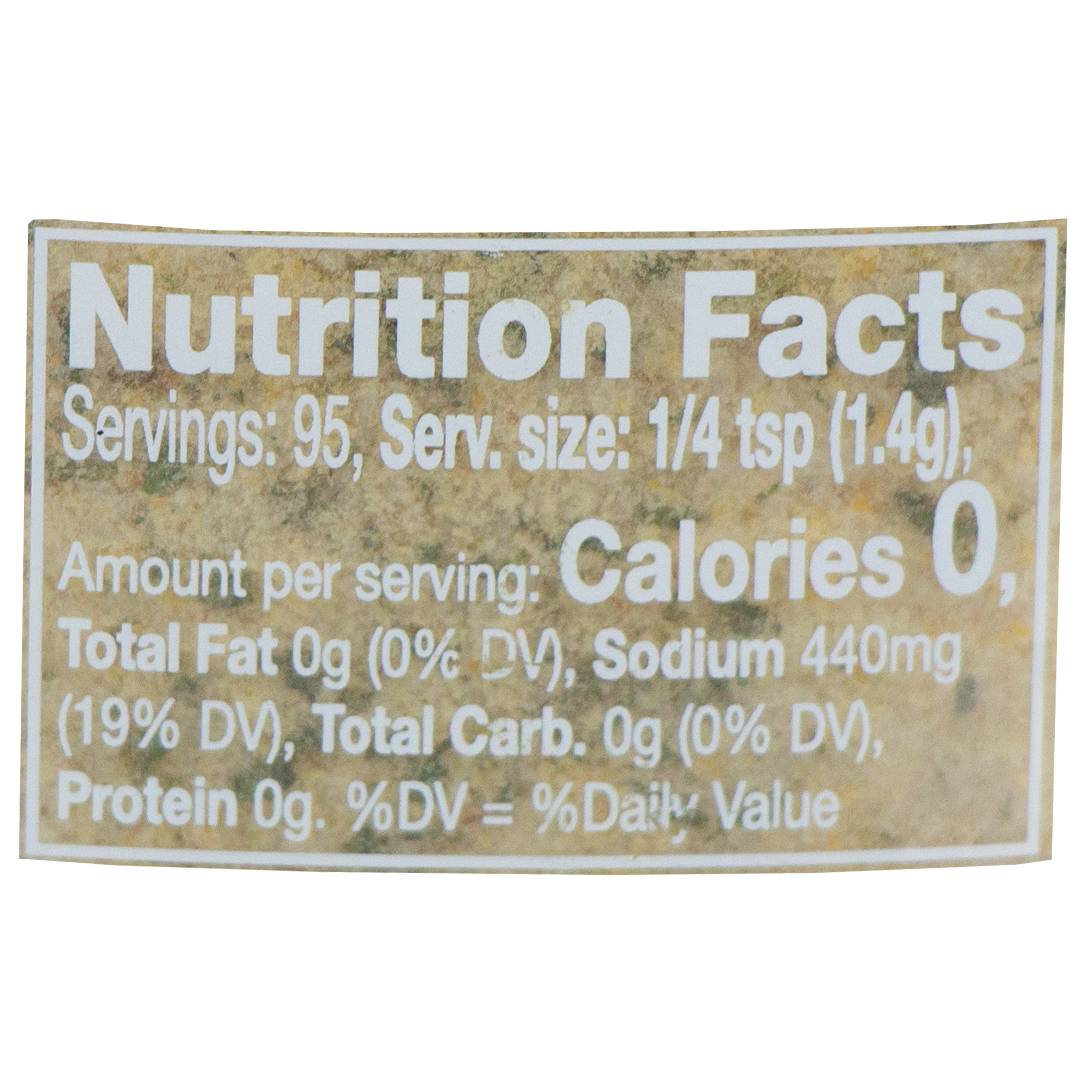 Nutrition Facts
Servings: 95, Serv. size: 1/4 tsp (1.4g),
Amount per serving: Calories 0,
Total Fat 0g (0% DV), Sodium 440mg
(19% DV), Total Carb. 0g (0% DV),
Protein 0g. %DV = %Daily Value